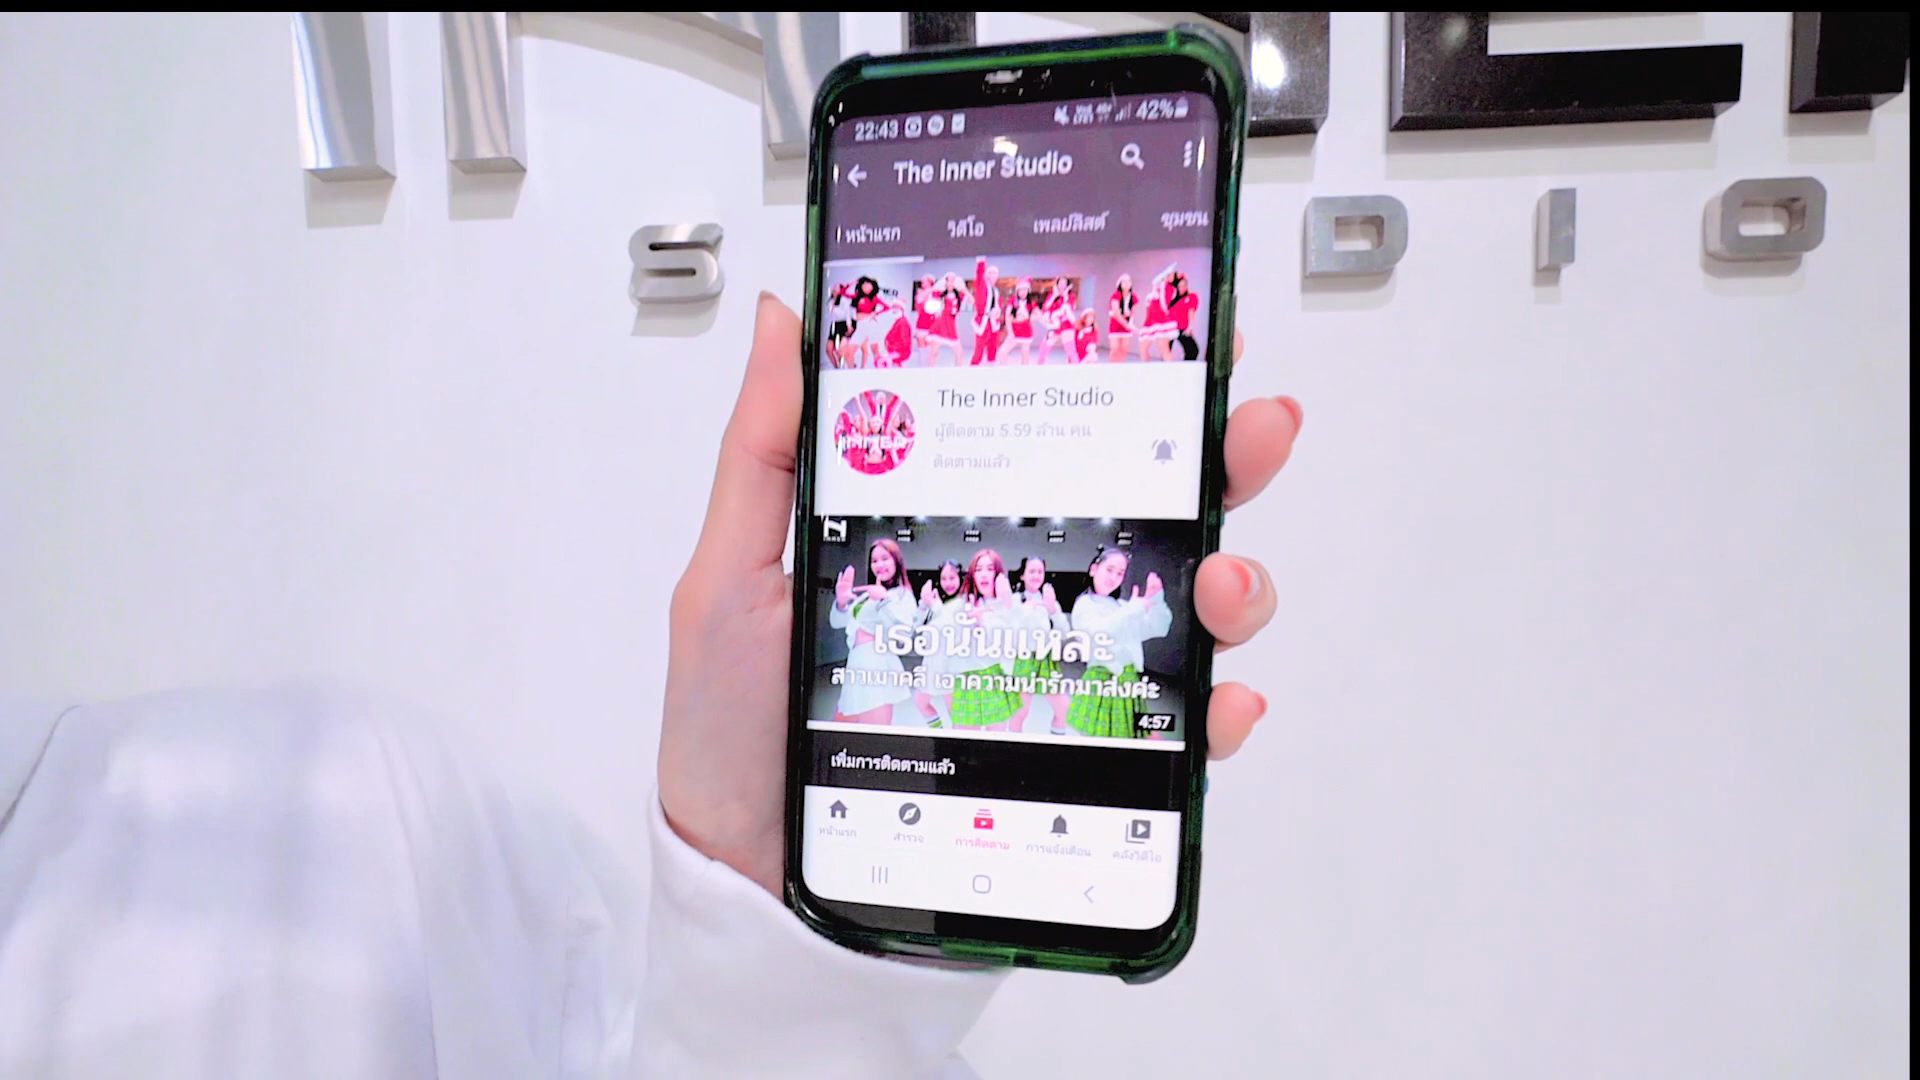 INNER
S DIO
22:43 42%
The Inner Studio
หน้าแรก วิดีโอ เพลย์ลิสต์ ชุมชน
The Inner Studio
ผู้ติดตาม 5.59 ล้าน คน
ติดตามแล้ว
INNER
เธอนั่นแหละ
สาวเมาคลี เอาความน่ารักมาส่งค่ะ
4:57
เพิ่มการติดตามแล้ว
หน้าแรก สำรวจ การติดตาม การแจ้งเตือน คลังวิดีโอ